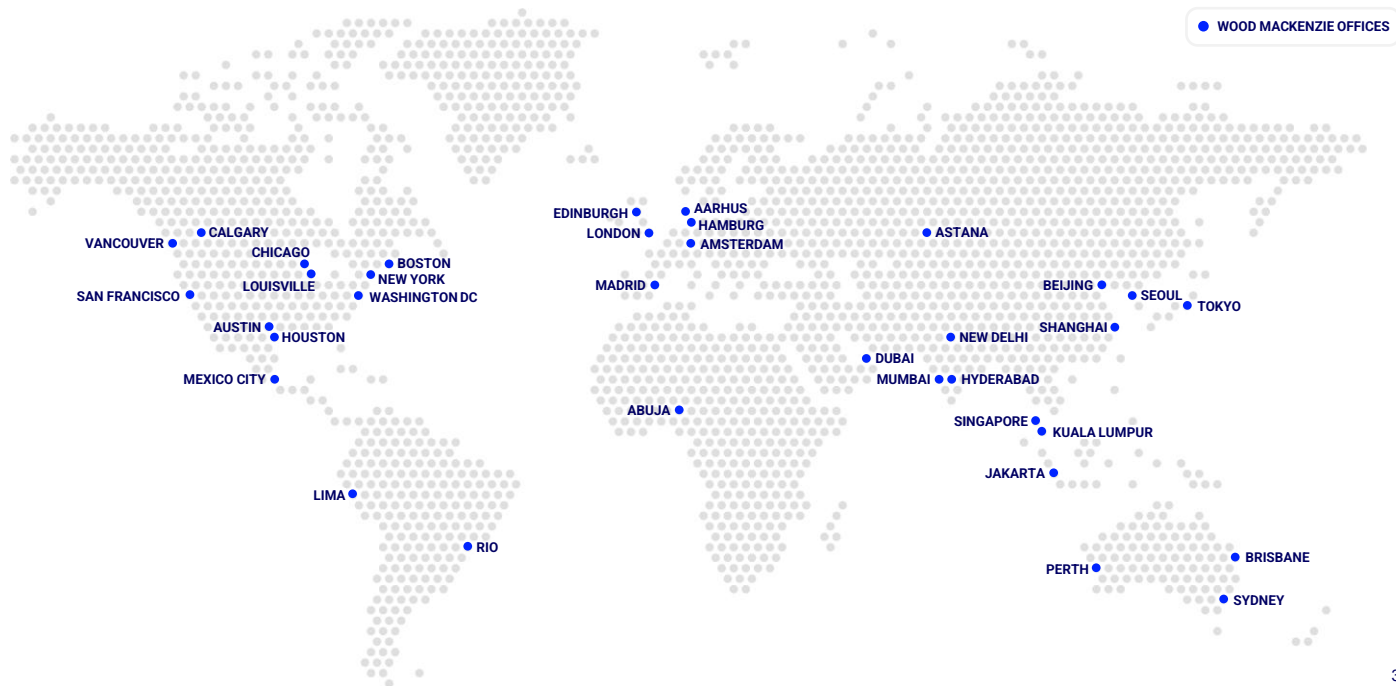 WOOD MACKENZIE OFFICES
EDINBURGH
AARHUS
HAMBURG
LONDON
AMSTERDAM
ASTANA
CALGARY
VANCOUVER
CHICAGO
BOSTON
LOUISVILLE
NEW YORK
SAN FRANCISCO
WASHINGTON DC
MADRID
BEIJING
SEOUL
TOKYO
AUSTIN
HOUSTON
SHANGHAI
NEW DELHI
DUBAI
MEXICO CITY
MUMBAI
HYDERABAD
ABUJA
SINGAPORE
KUALA LUMPUR
JAKARTA
LIMA
RIO
BRISBANE
PERTH
SYDNEY
3